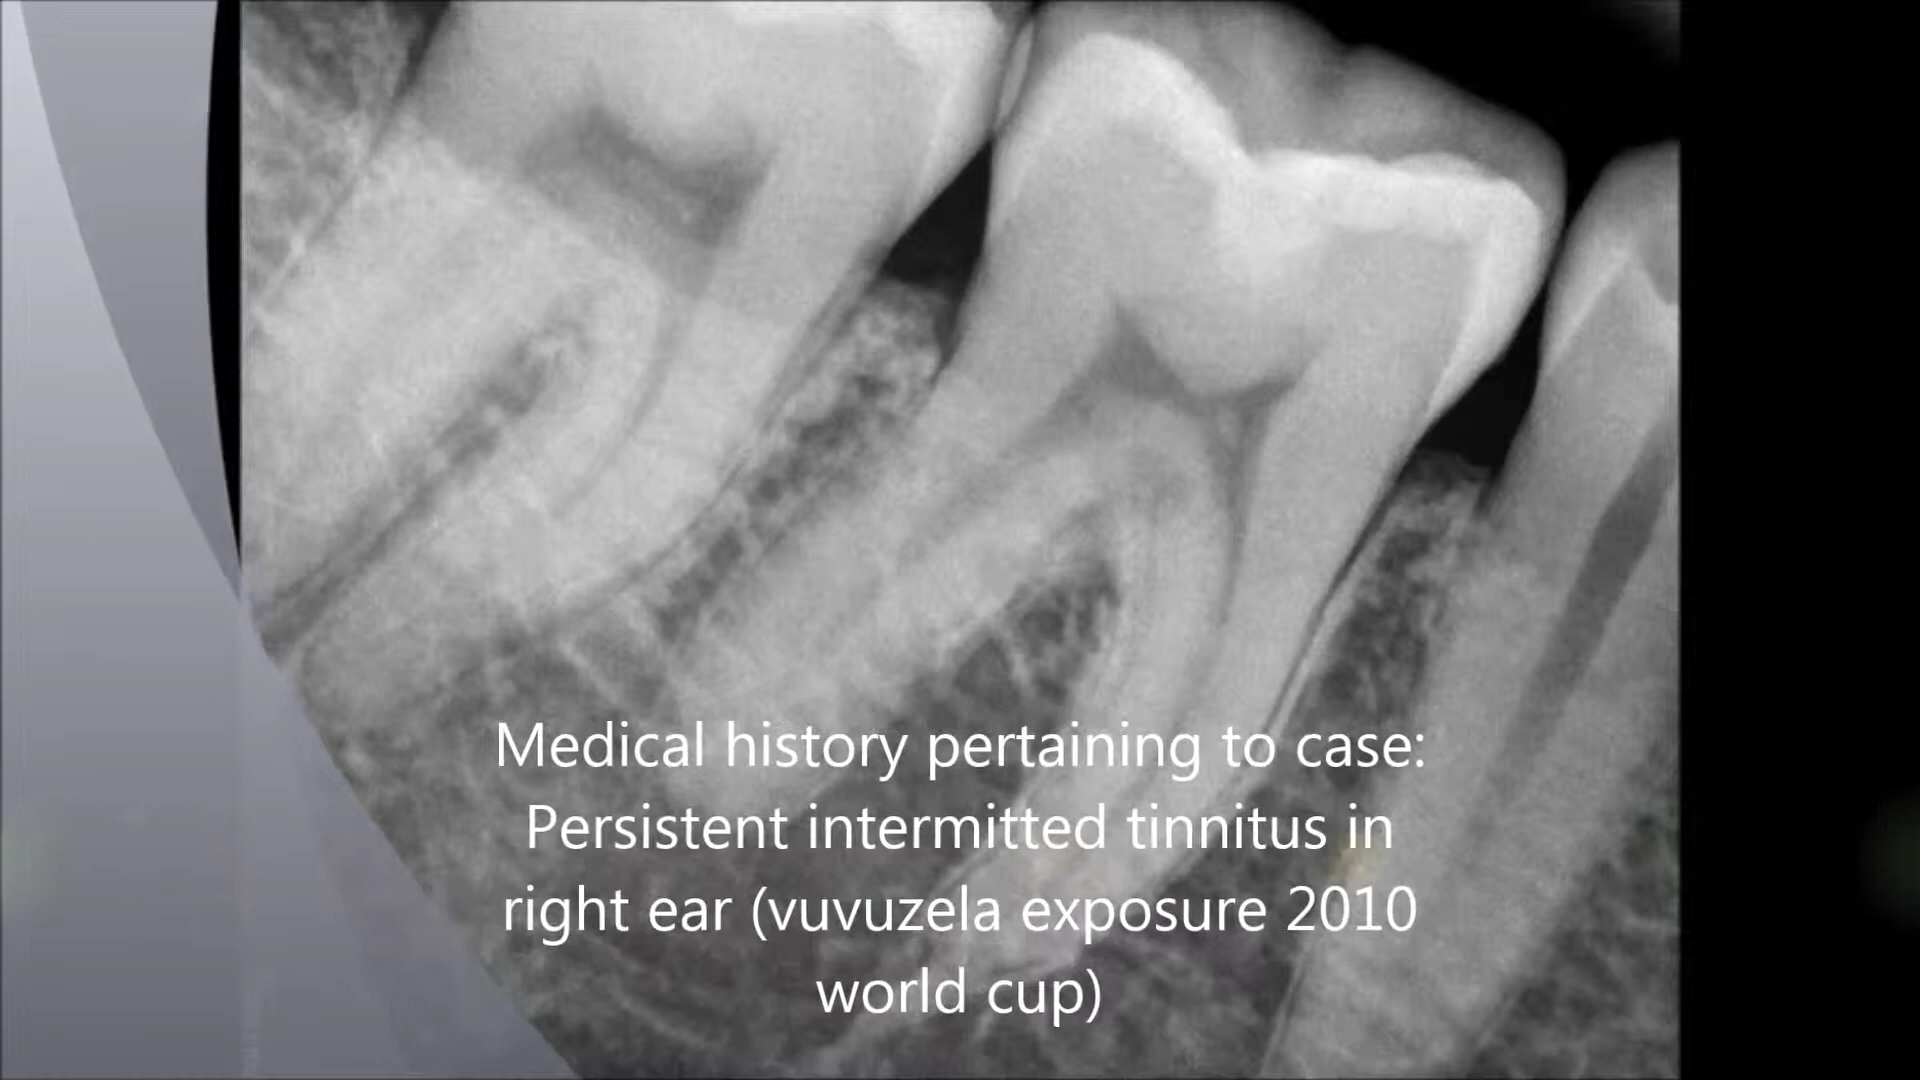 Medical history pertaining to case:
Persistent intermitted tinnitus in
right ear (vuvuzela exposure 2010
world cup)